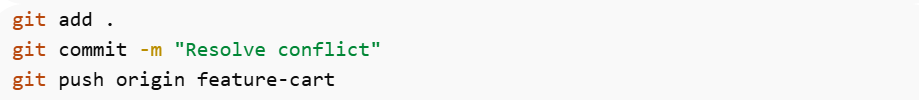 git add .
git commit -m "Resolve conflict"
git push origin feature-cart